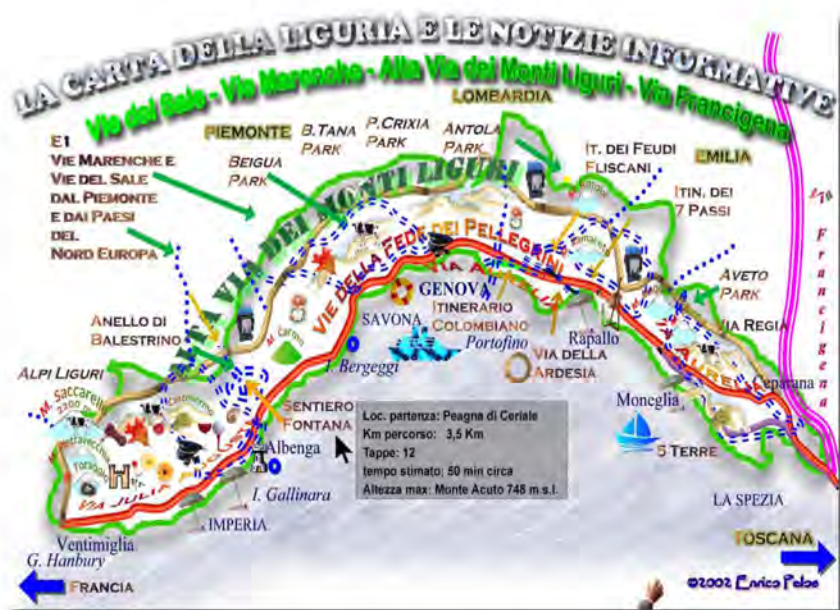 LA CARTA DELLA LIGURIA E LE NOTIZIE INFORMATIVE
Vie del Sale - Vie Marenche - Alta Via dei Monti Liguri - Via Francigena
LOMBARDIA
PIEMONTE
B.TANA
PARK
P.CRIXIA
PARK
ANTOLA
PARK
IT. DEI FEUDI
FLISCANI
EMILIA
E1
VIE MARENCHE E
VIE DEL SALE
DAL PIEMONTE
E DAI PAESI
DEL
NORD EUROPA
BEIGUA
PARK
ITIN. DEI
7 PASSI
ALTA VIA DEI MONTI LIGURI
VIE DELLA FEDE DEI PELLEGRINI
Francigena
AVETO
PARK
VIA REGIA
GENOVA
SAVONA
ITINERARIO
COLOMBIANO
Portofino
Rapallo
VIA DELLA
ARDESIA
ANELLO DI
BALESTRINO
M. Carmo
I. Bergeggi
ALPI LIGURI
M. Saccarello
2200
SENTIERO
FONTANA
Loc. partenza: Peagna di Ceriale
Km percorso: 3,5 Km
Tappe: 12
tempo stimato: 50 min circa
Altezza max: Monte Acuto 748 m s.l.
Albenga
I. Gallinara
VIA JULIA
IMPERIA
Ventimiglia
G. Hanbury
FRANCIA
Ceparana
Moneglia
5 TERRE
LA SPEZIA
TOSCANA
©2002 Enrico Pelos